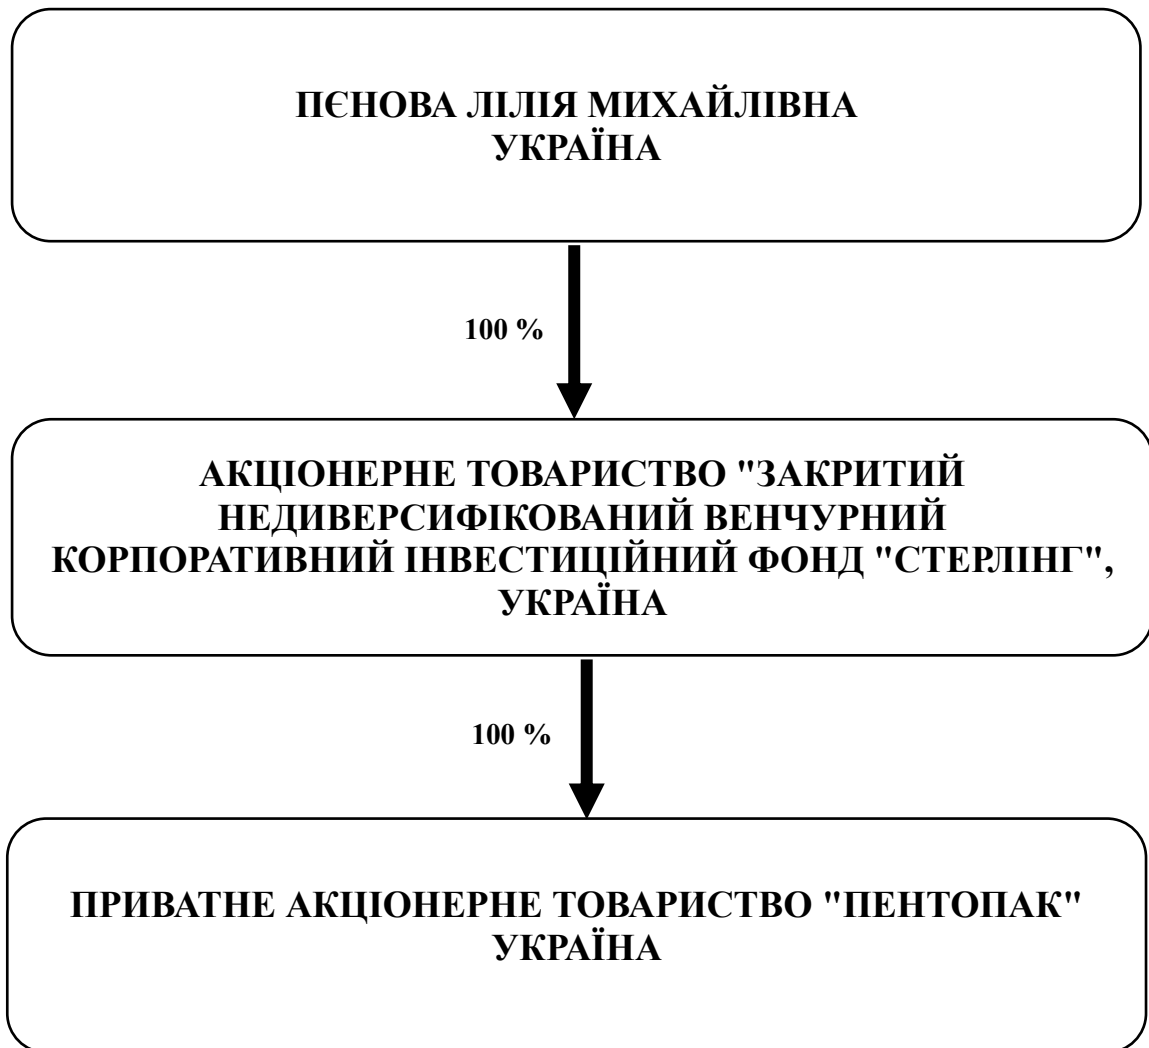 ПЄНОВА ЛІЛІЯ МИХАЙЛІВНА
УКРАЇНА
100 %
АКЦІОНЕРНЕ ТОВАРИСТВО "ЗАКРИТИЙ
НЕДИВЕРСИФІКОВАНИЙ ВЕНЧУРНИЙ
КОРПОРАТИВНИЙ ІНВЕСТИЦІЙНИЙ ФОНД "СТЕРЛІНГ",
УКРАЇНА
100 %
ПРИВАТНЕ АКЦІОНЕРНЕ ТОВАРИСТВО "ПЕНТОПАК"
УКРАЇНА